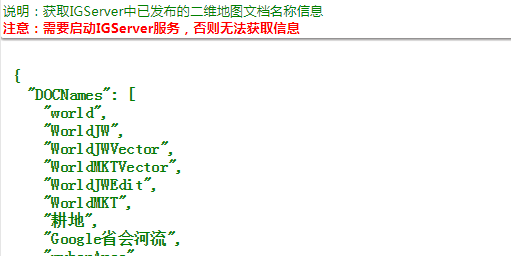 说明：获取IGServer中已发布的二维地图文档名称信息
注意：需要启动IGServer服务，否则无法获取信息
{
"DOCNames": [
"world",
"WorldJW",
"WorldJWVector",
"WorldMKTVector",
"WorldJWEdit",
"WorldMKT",
"耕地",
"Google省会河流",